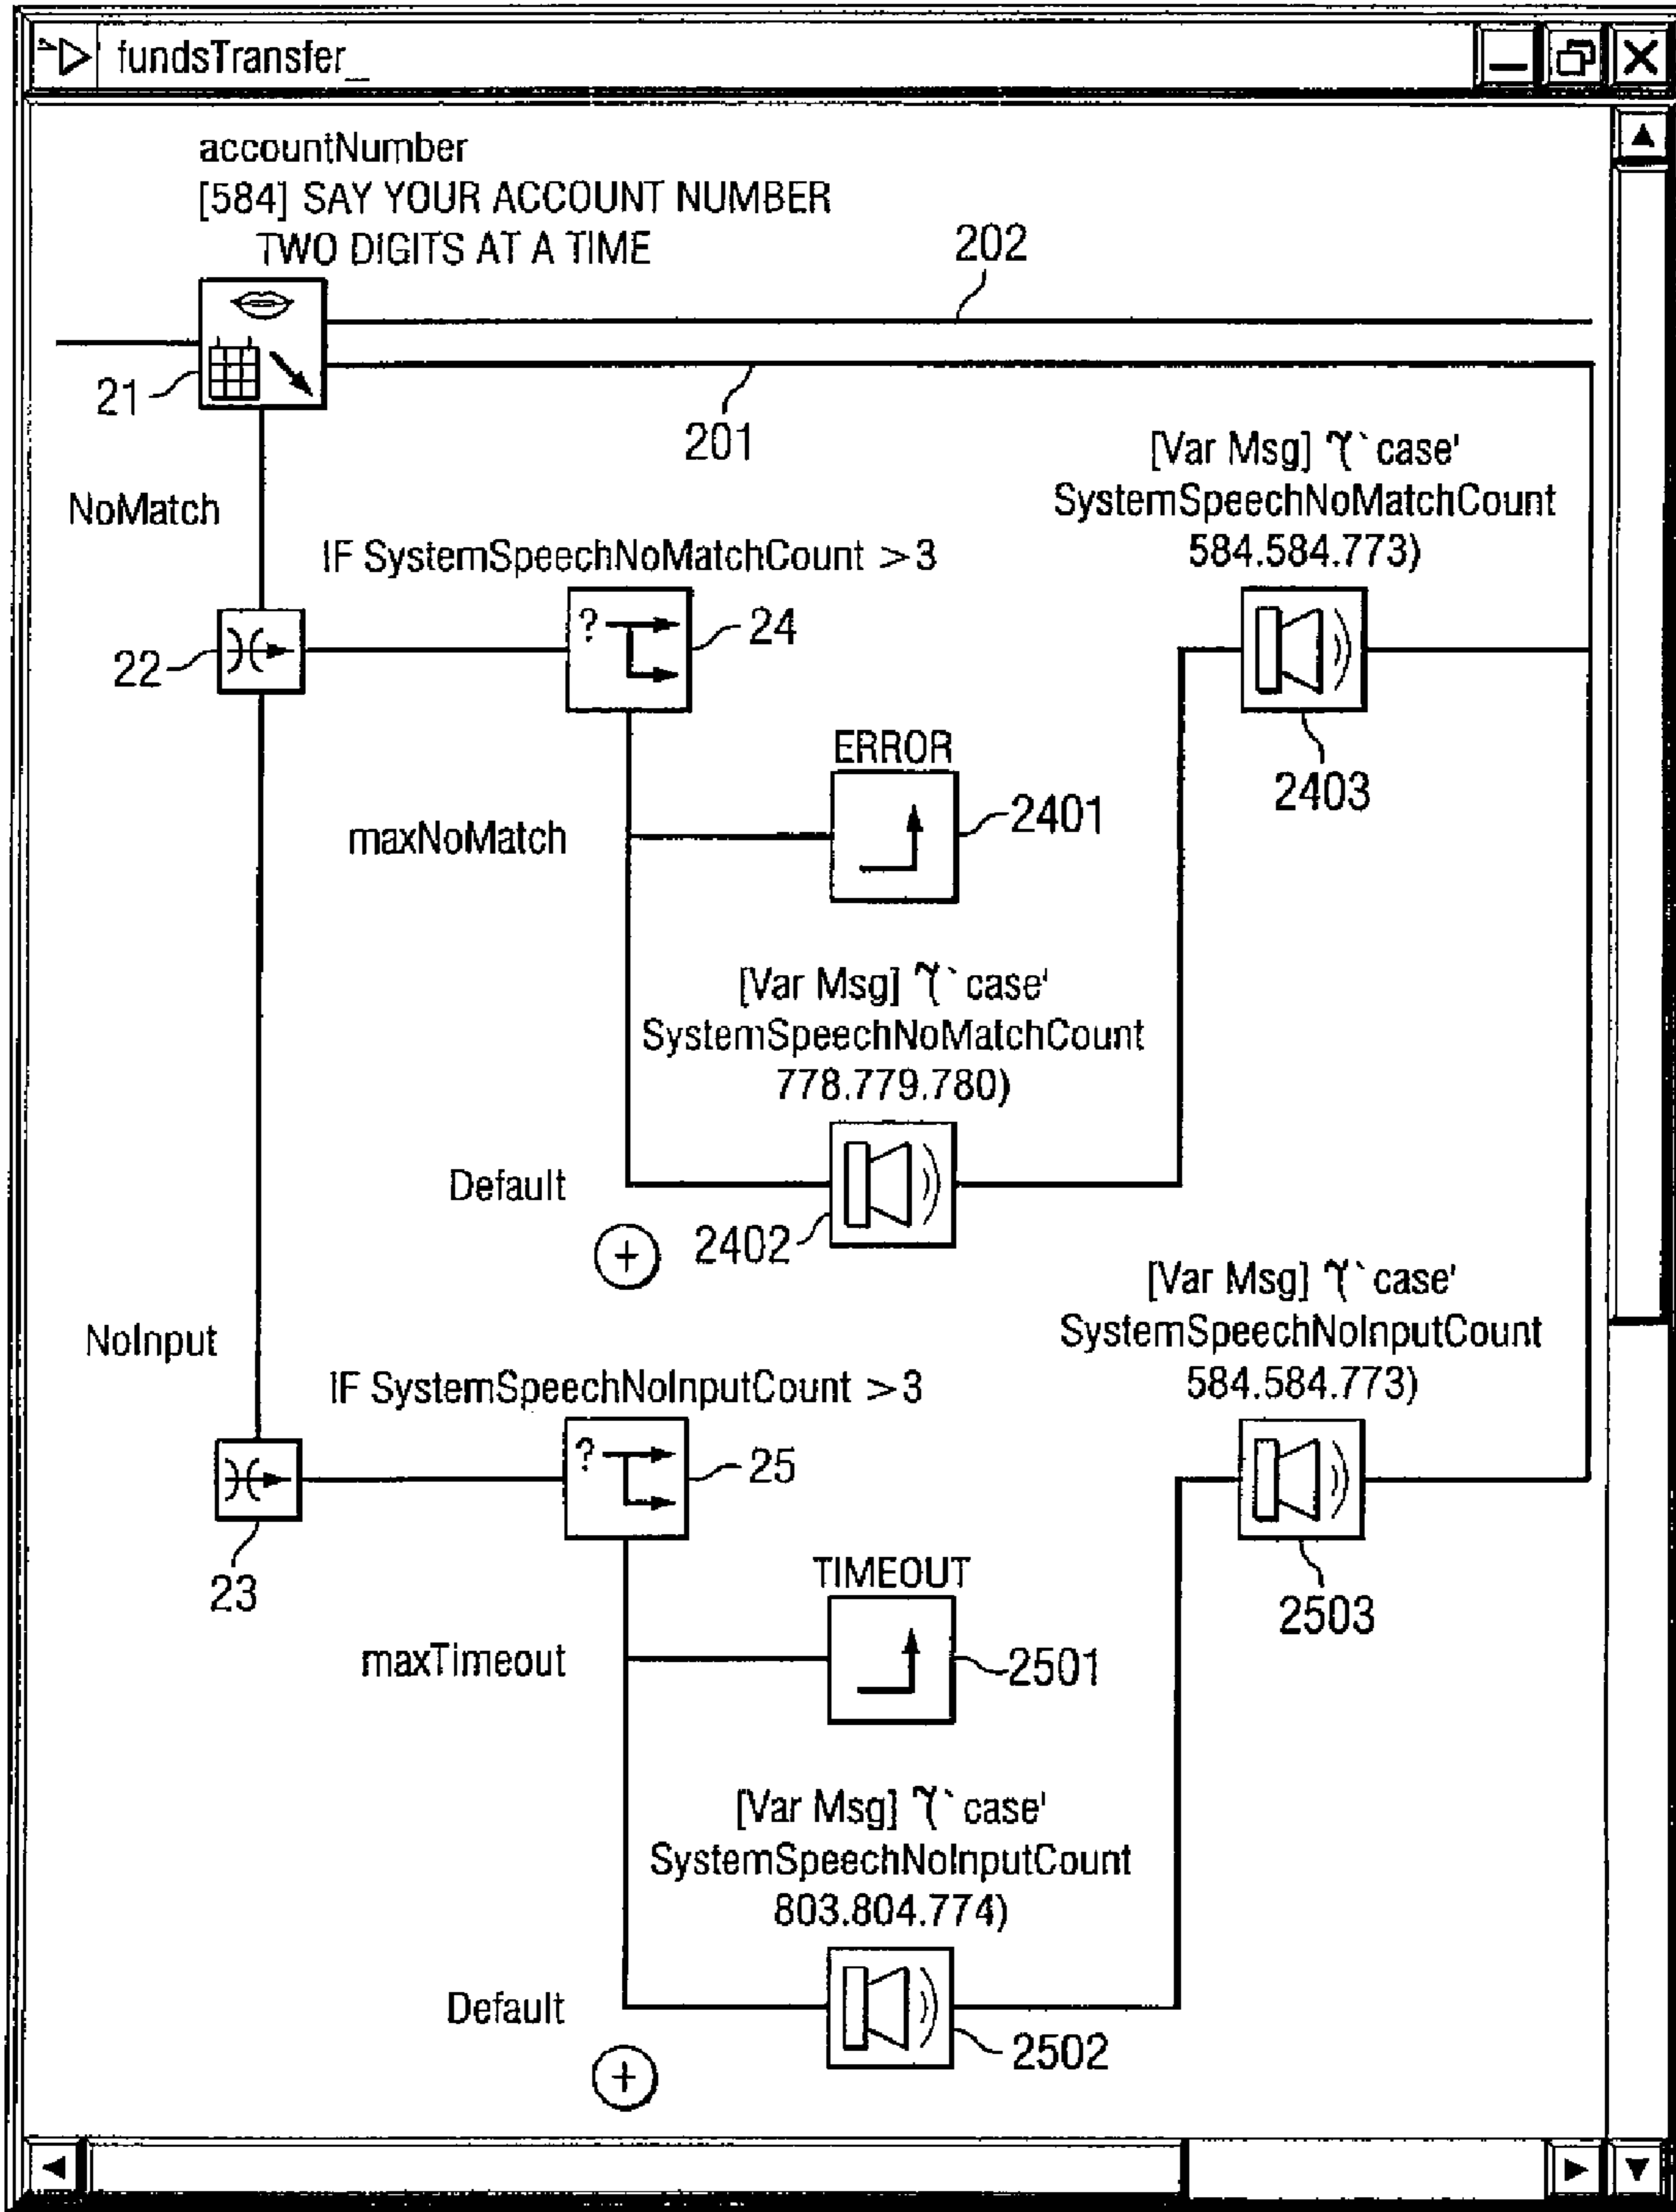 fundsTransfer_
accountNumber
[584] SAY YOUR ACCOUNT NUMBER
TWO DIGITS AT A TIME
202
21
201
[Var Msg] "(`case'
SystemSpeechNoMatchCount
584.584.773)
NoMatch
IF SystemSpeechNoMatchCount >3
22
?
24
2403
ERROR
maxNoMatch
2401
[Var Msg] "(`case'
SystemSpeechNoMatchCount
778.779.780)
Default
2402
+
[Var Msg] "(`case'
SystemSpeechNoInputCount
584.584.773)
NoInput
IF SystemSpeechNoInputCount >3
?
25
23
2503
TIMEOUT
maxTimeout
2501
[Var Msg] "(`case'
SystemSpeechNoInputCount
803.804.774)
Default
2502
+